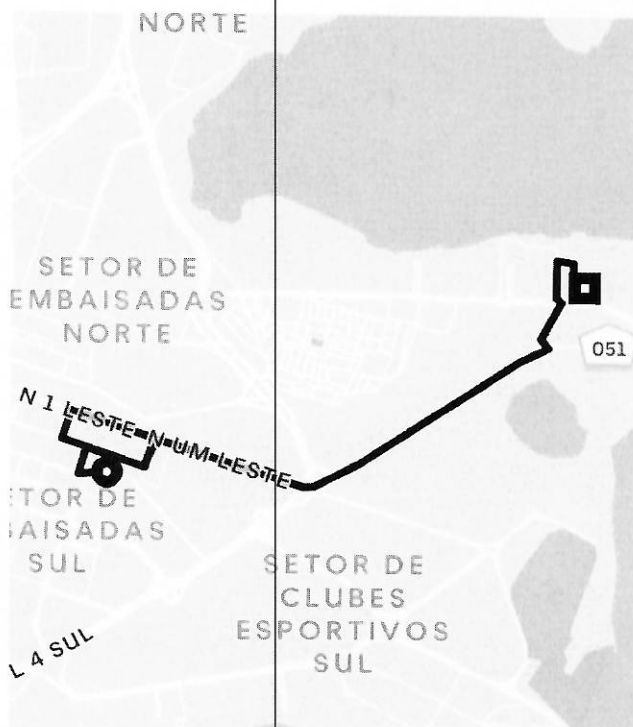 NORTE
SETOR DE
EMBAISADAS
NORTE
051
N 1 LESTE N UM LESTE
ETOR DE
BAISADAS
SUL
SETOR DE
CLUBES
ESPORTIVOS
SUL
L 4 SUL